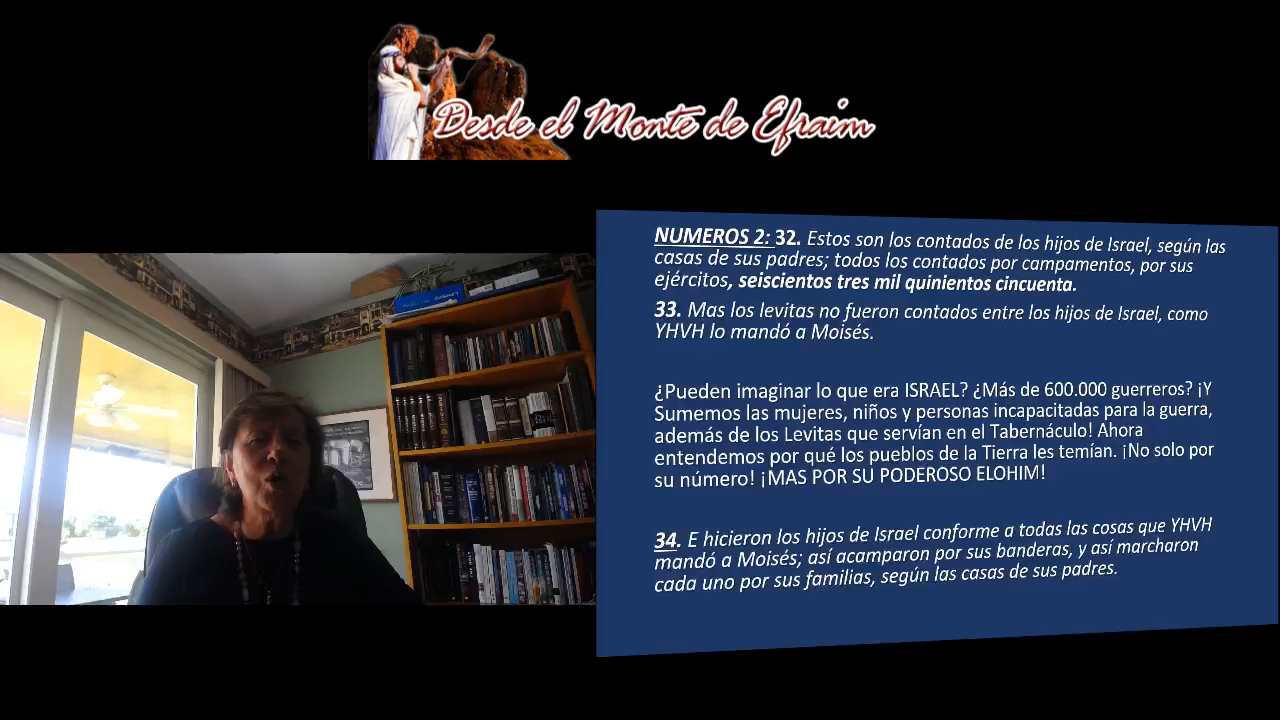 Desde el Monte de Efraim
NUMEROS 2: 32. Estos son los contados de los hijos de Israel, según las
casas de sus padres; todos los contados por campamentos, por sus
ejércitos, seiscientos tres mil quinientos cincuenta.
33. Mas los levitas no fueron contados entre los hijos de Israel, como
YHVH lo mandó a Moisés.
¿Pueden imaginar lo que era ISRAEL? ¿Más de 600.000 guerreros? ¡Y
Sumemos las mujeres, niños y personas incapacitadas para la guerra,
además de los Levitas que servían en el Tabernáculo! Ahora
entendemos por qué los pueblos de la Tierra les temían. ¡No solo por
su número! ¡MAS POR SU PODEROSO ELOHIM!
34. E hicieron los hijos de Israel conforme a todas las cosas que YHVH
mandó a Moisés; así acamparon por sus banderas, y así marcharon
cada uno por sus familias, según las casas de sus padres.